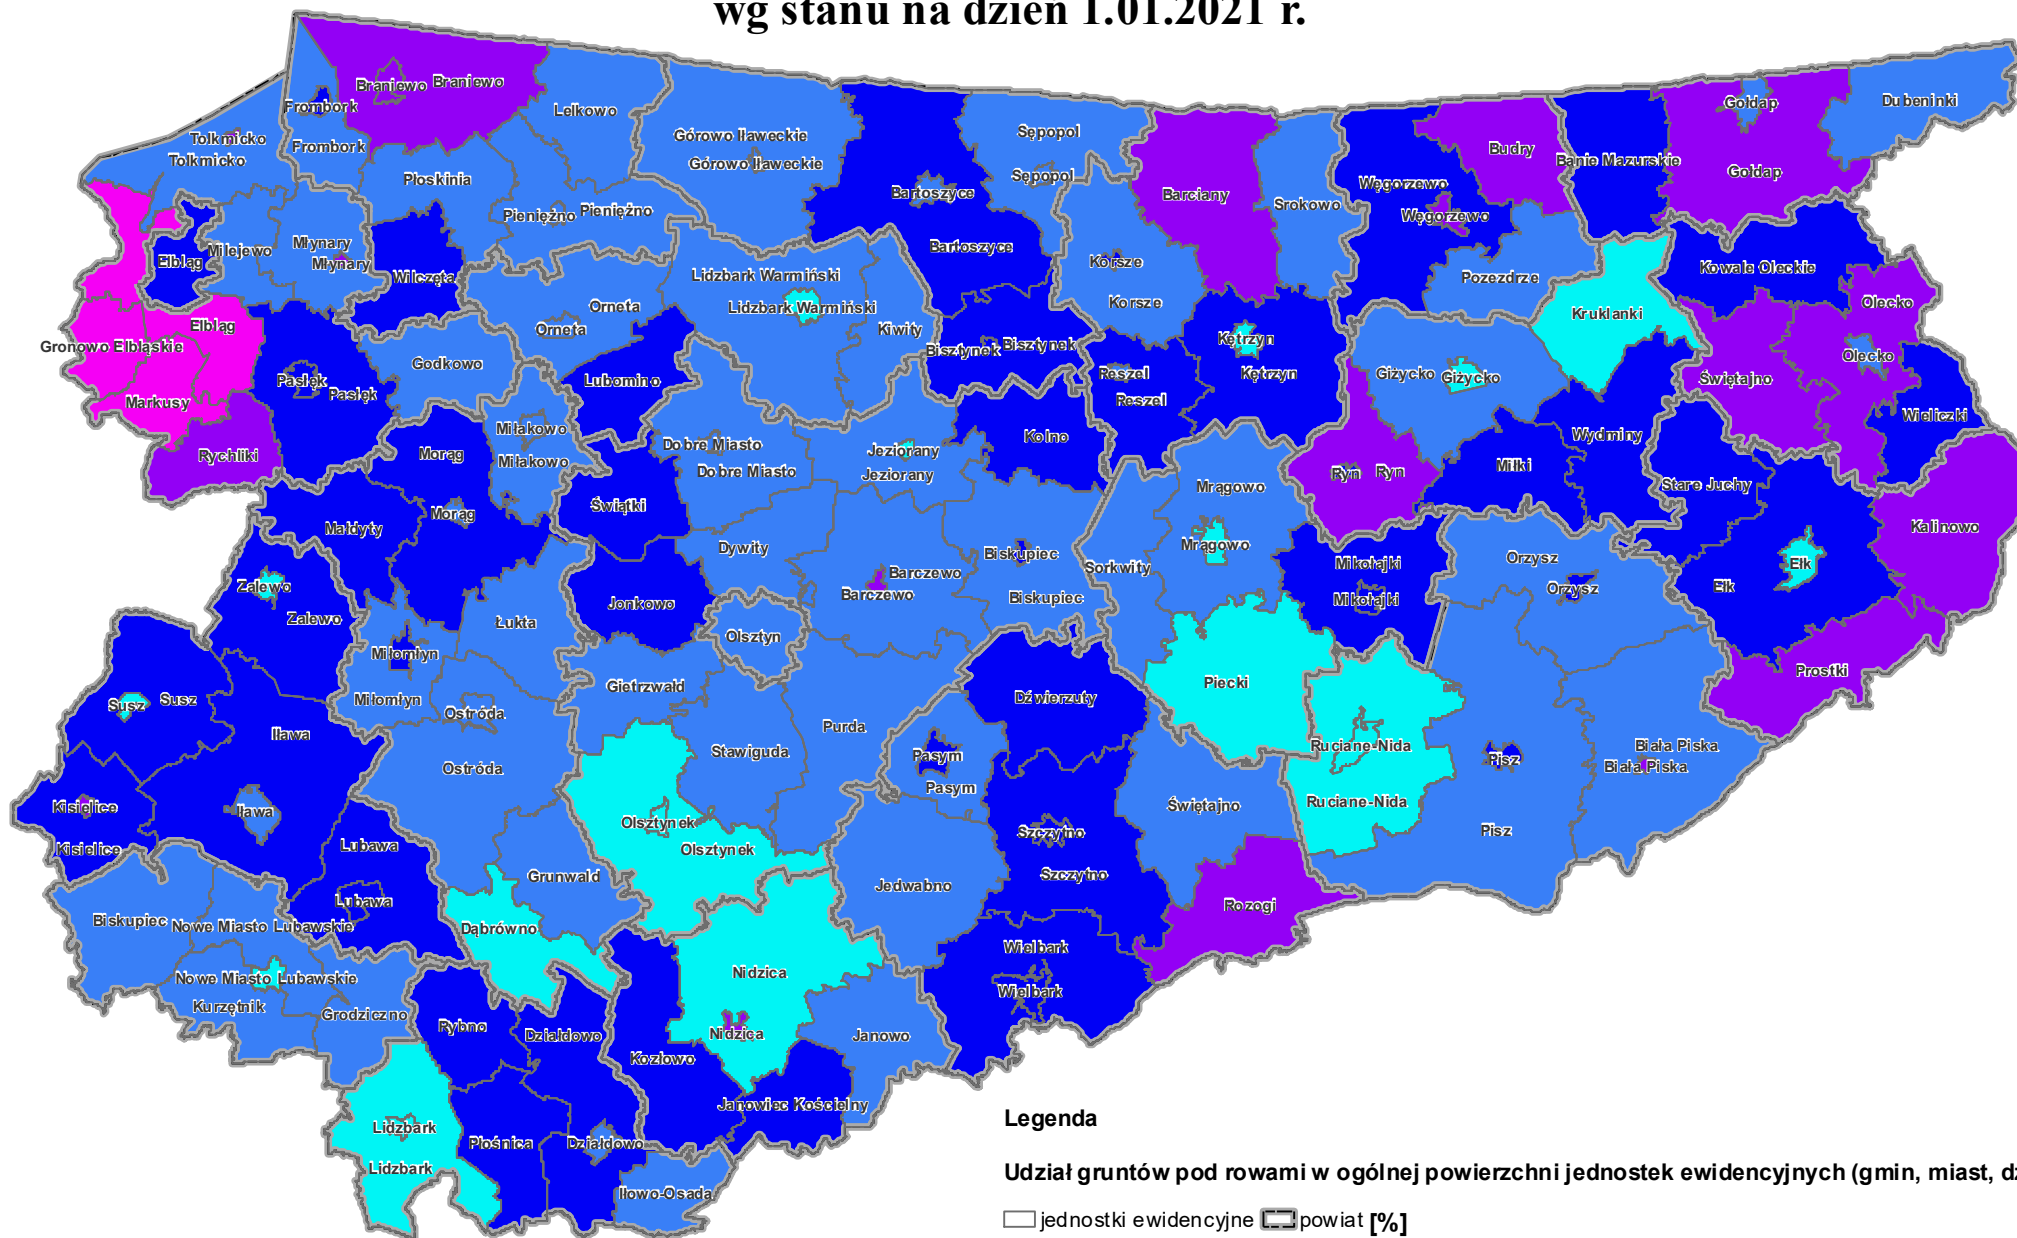 wg stanu na dzień 1.01.2021 r.
Braniewo
Braniewo
Frombork
Frombork
Lelkowo
Tolkmicko
Tolkmicko
Płoskinia
Górowo Iławeckie
Górowo Iławeckie
Sępopol
Sępopol
Bartoszyce
Bartoszyce
Barciany
Srokowo
Węgorzewo
Węgorzewo
Budry
Banie Mazurskie
Gołdap
Gołdap
Dubeninki
Pieniężno
Pieniężno
Milejewo
Młynary
Młynary
Elbląg
Wilczęta
Lidzbark Warmiński
Lidzbark Warmiński
Orneta
Orneta
Kiwity
Korsze
Korsze
Pozezdrze
Kruklanki
Kowale Oleckie
Olecko
Olecko
Elbląg
Gronowo Elbląskie
Markusy
Rychliki
Pasłęk
Pasłęk
Godkowo
Lubomino
Bisztynek
Bisztynek
Reszel
Reszel
Kętrzyn
Kętrzyn
Giżycko
Giżycko
Świętajno
Wieliczki
Wydminy
Miłki
Ryn
Ryn
Stare Juchy
Kalinowo
Miłakowo
Miłakowo
Morąg
Morąg
Małdyty
Dobre Miasto
Dobre Miasto
Jeziorany
Jeziorany
Kolno
Świątki
Mrągowo
Mrągowo
Sorkwity
Dywity
Barczewo
Barczewo
Biskupiec
Biskupiec
Mikołajki
Mikołajki
Orzysz
Orzysz
Ełk
Ełk
Prostki
Zalewo
Zalewo
Łukta
Jonkowo
Olsztyn
Miłomłyn
Miłomłyn
Susz
Susz
Iława
Iława
Ostróda
Ostróda
Gietrzwałd
Stawiguda
Purda
Dźwierzuty
Piecki
Ruciane-Nida
Ruciane-Nida
Pisz
Pisz
Biała Piska
Biała Piska
Pasym
Pasym
Olsztynek
Olsztynek
Szczytno
Szczytno
Świętajno
Kisielice
Kisielice
Lubawa
Lubawa
Grunwald
Jedwabno
Rozogi
Biskupiec
Nowe Miasto Lubawskie
Nowe Miasto Lubawskie
Dąbrówno
Wielbark
Wielbark
Nidzica
Nidzica
Kurzętnik
Grodziczno
Rybno
Działdowo
Działdowo
Kozłowo
Janowo
Janowiec Kościelny
Lidzbark
Lidzbark
Płośnica
Iłowo-Osada
Legenda
Udział gruntów pod rowami w ogólnej powierzchni jednostek ewidencyjnych (gmin, miast,
jednostki ewidencyjne powiat [%]